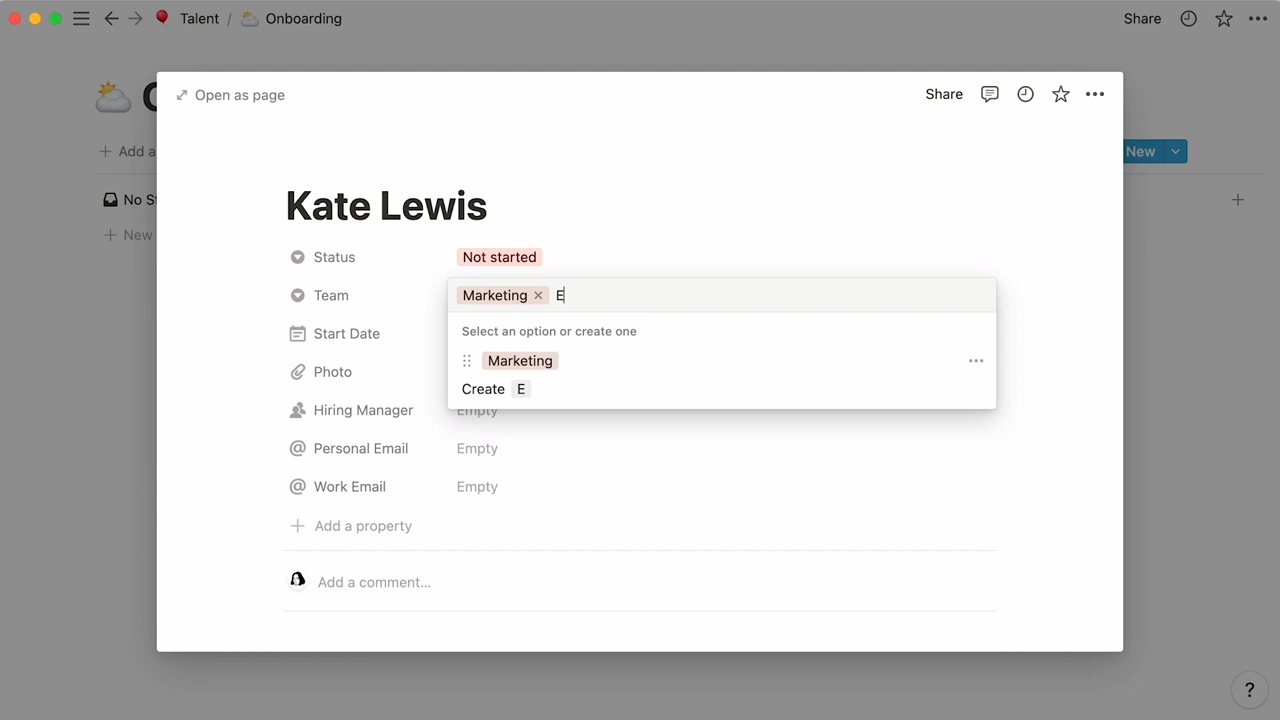 Talent / Onboarding
Share
Open as page
Share
Add a
New
No St
New
Kate Lewis
Status Not started
Team Marketing E
Select an option or create one
Start Date
Marketing
Photo
Create E
Hiring Manager Empty
Personal Email Empty
Work Email Empty
Add a property
Add a comment...
?